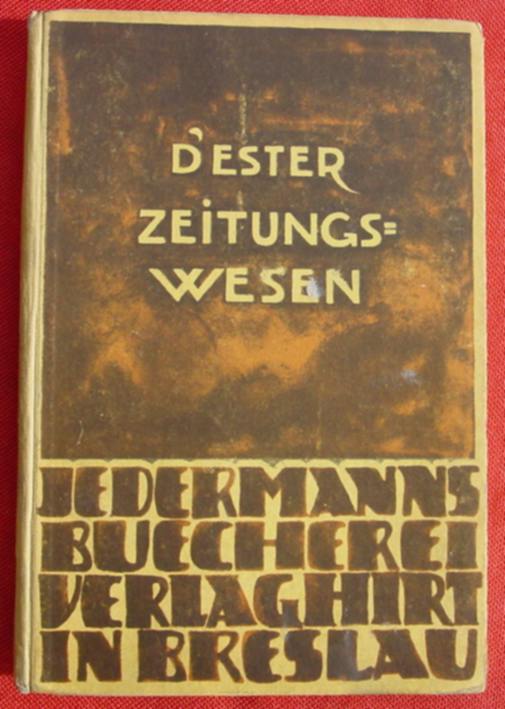 D'ESTER
ZEITUNGS=
WESEN
JEDERMANNS
BUECHEREI
VERLAG HIRT
IN BRESLAU